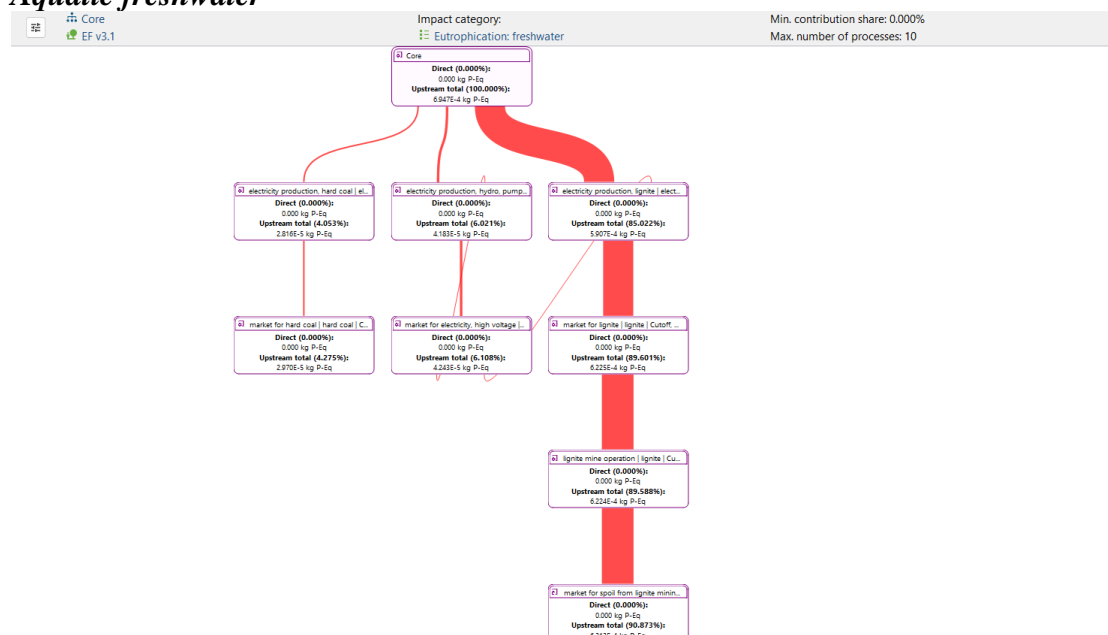 Aquatic freshwater
Core
EF v3.1
Impact category:
Eutrophication: freshwater
Min. contribution share: 0.000%
Max. number of processes: 10
Core
Direct (0.000%):
0.000 kg P-Eq
Upstream total (100.000%):
6.947E-4 kg P-Eq
electricity production, hard coal | el...
Direct (0.000%):
0.000 kg P-Eq
Upstream total (4.053%):
2.816E-5 kg P-Eq
electricity production, hydro, pump...
Direct (0.000%):
0.000 kg P-Eq
Upstream total (6.021%):
4.183E-5 kg P-Eq
electricity production, lignite | elect...
Direct (0.000%):
0.000 kg P-Eq
Upstream total (85.022%):
5.907E-4 kg P-Eq
market for hard coal | hard coal | C...
Direct (0.000%):
0.000 kg P-Eq
Upstream total (4.275%):
2.970E-5 kg P-Eq
market for electricity, high voltage |...
Direct (0.000%):
0.000 kg P-Eq
Upstream total (6.108%):
4.243E-5 kg P-Eq
market for lignite | lignite | Cutoff, ...
Direct (0.000%):
0.000 kg P-Eq
Upstream total (89.601%):
6.225E-4 kg P-Eq
lignite mine operation | lignite | Cu...
Direct (0.000%):
0.000 kg P-Eq
Upstream total (89.588%):
6.224E-4 kg P-Eq
market for spoil from lignite minin...
Direct (0.000%):
0.000 kg P-Eq
Upstream total (90.873%):
kg P-Eq